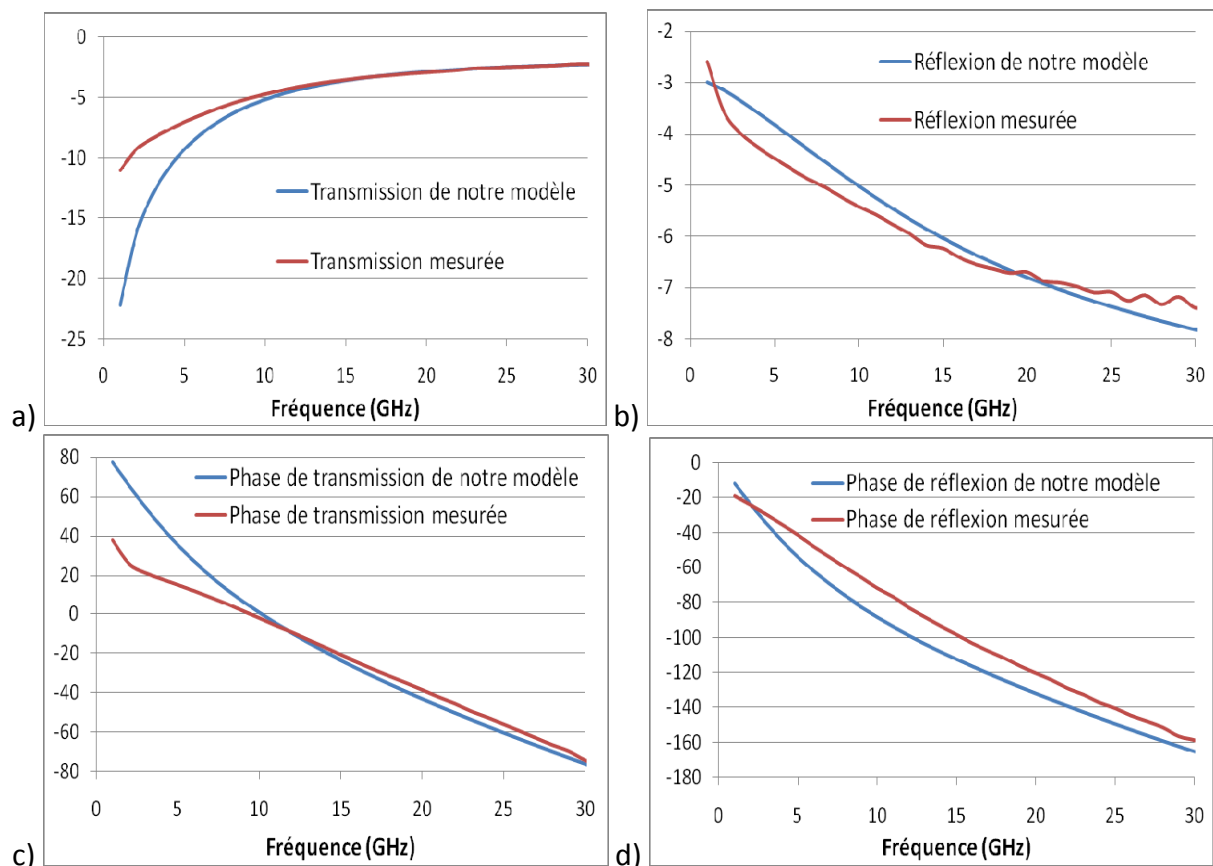 0
-5
-10
-15
-20
-25
Transmission de notre modèle
Transmission mesurée
0 5 10 15 20 25 30
Fréquence (GHz)
a)
-2
-3
-4
-5
-6
-7
-8
Réflexion de notre modèle
Réflexion mesurée
0 5 10 15 20 25 30
Fréquence (GHz)
b)
80
60
40
20
0
-20
-40
-60
-80
Phase de transmission de notre modèle
Phase de transmission mesurée
0 5 10 15 20 25 30
Fréquence (GHz)
c)
0
-20
-40
-60
-80
-100
-120
-140
-160
-180
Phase de réflexion de notre modèle
Phase de réflexion mesurée
0 5 10 15 20 25 30
Fréquence (GHz)
d)